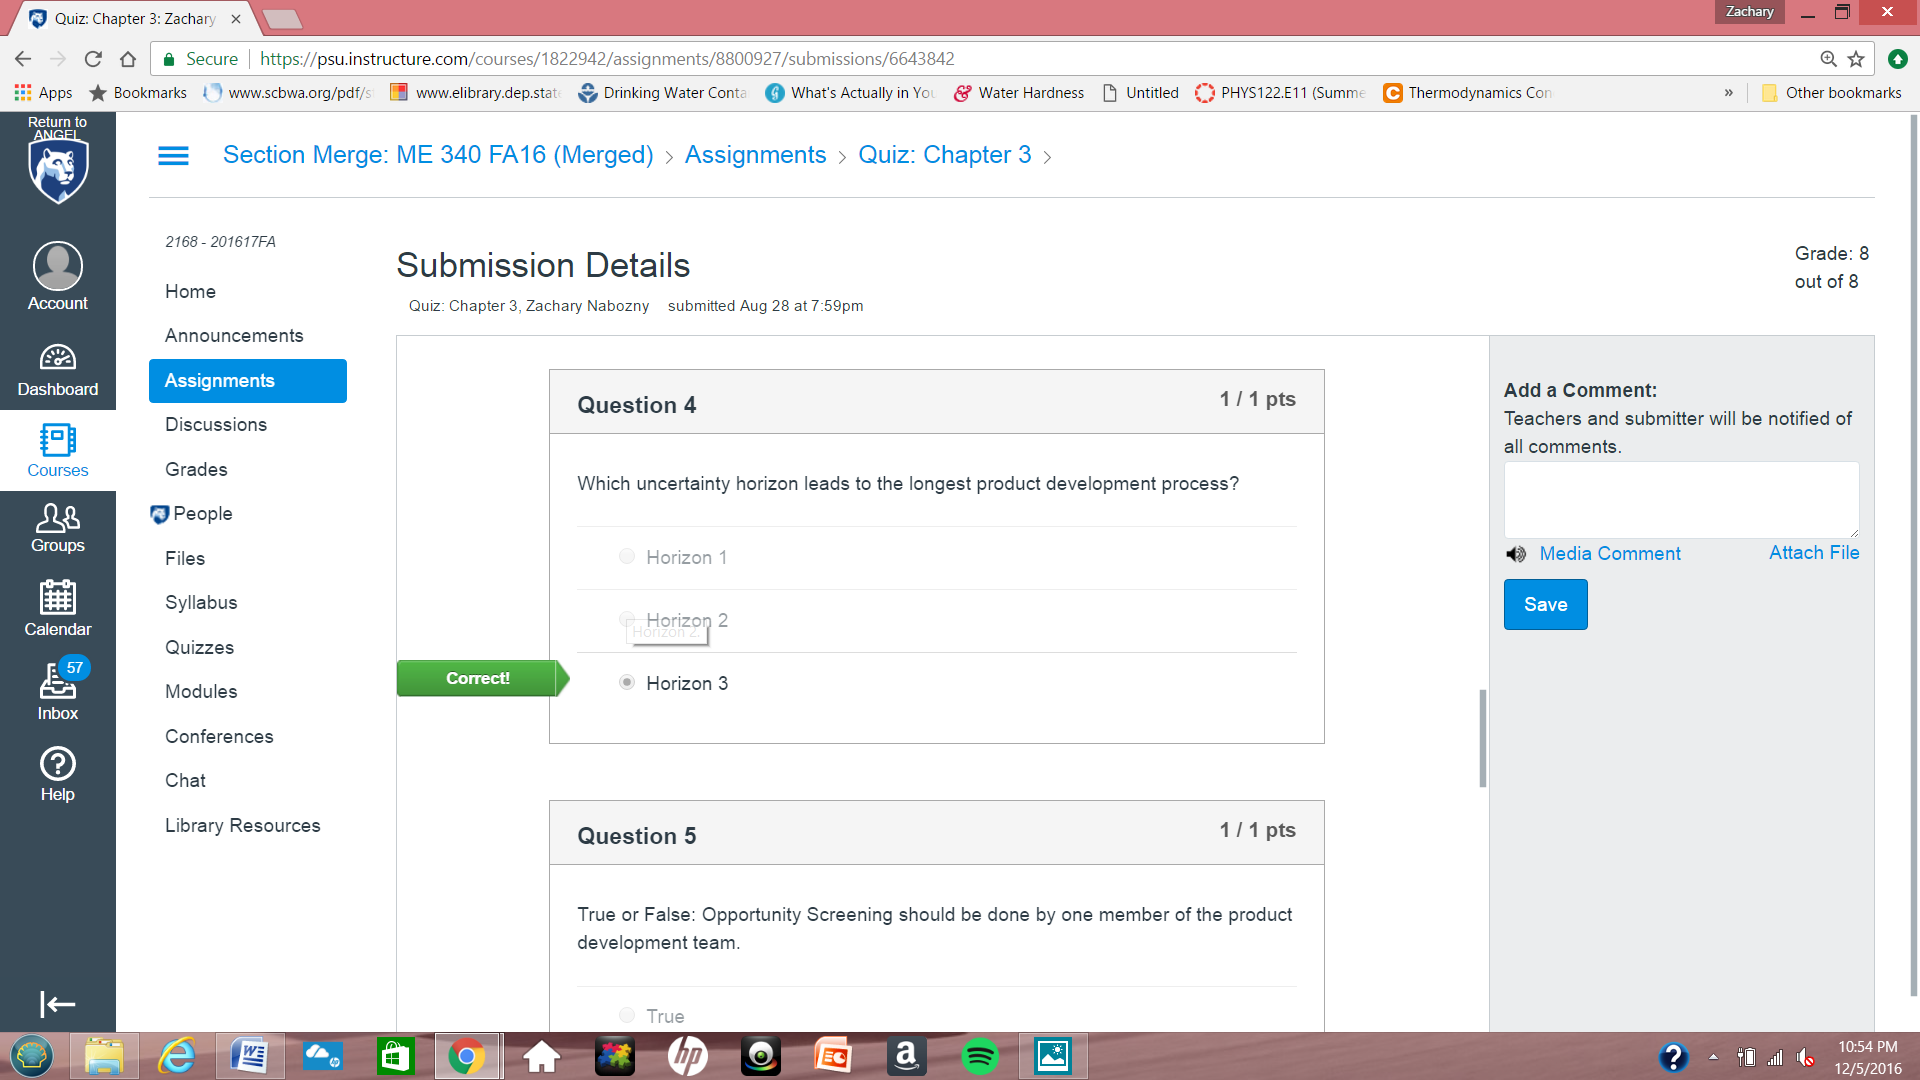 Quiz: Chapter 3: Zachary
Zachary
Secure
https://psu.instructure.com/courses/1822942/assignments/8800927/submissions/6643842
Apps
Bookmarks
www.scbwa.org/pdf/s
www.elibrary.dep.stat
Drinking Water Conta
What's Actually in You
Water Hardness
Untitled
PHYS122.E11 (Summe
Thermodynamics Con
»
Other bookmarks
Return to
ANGEL
Account
Dashboard
Courses
Groups
Calendar
57
Inbox
Help
Section Merge: ME 340 FA16 (Merged) > Assignments > Quiz: Chapter 3 >
2168 - 201617FA
Home
Announcements
Assignments
Discussions
Grades
People
Files
Syllabus
Quizzes
Modules
Conferences
Chat
Library Resources
Submission Details
Quiz: Chapter 3, Zachary Nabozny submitted Aug 28 at 7:59pm
Grade: 8
out of 8
Question 4
1 / 1 pts
Which uncertainty horizon leads to the longest product development process?
Horizon 1
Horizon 2
Horizon 2.
Correct!
Horizon 3
Question 5
1 / 1 pts
True or False: Opportunity Screening should be done by one member of the product
development team.
True
Add a Comment:
Teachers and submitter will be notified of
all comments.
Media Comment
Attach File
Save
10:54 PM
12/5/2016